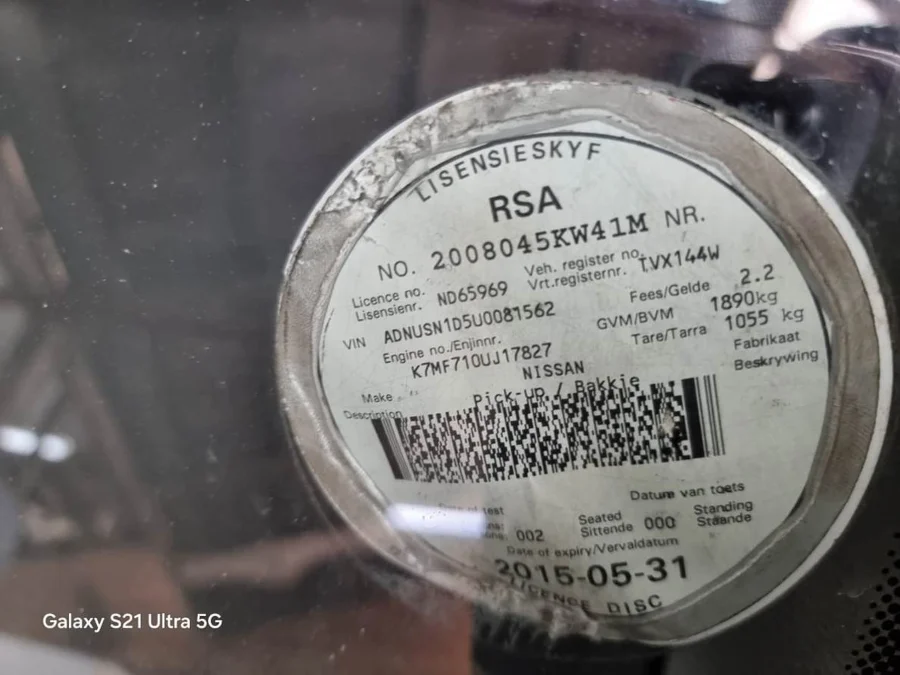 LISENSIESKYF
RSA
NO. 2008045KW41M NR.
Licence no. Veh. register no.
Lisensienr. ND65969 Vrt.registernr. TVX144W
VIN ADNUSN1D5U0081562 Fees/Gelde 2.2
Engine no./Enjinnr. GVM/BVM 1890kg
K7MF710UJ17827 Tare/Tarra 1055 kg
Make NISSAN Fabrikaat
Description Pick-up / Bakkie Beskrywing
of test Datum van toets
002 Seated Standing
Sittende 000 Staande
Date of expiry/Vervaldatum
2015-05-31
LICENCE DISC
Galaxy S21 Ultra 5G